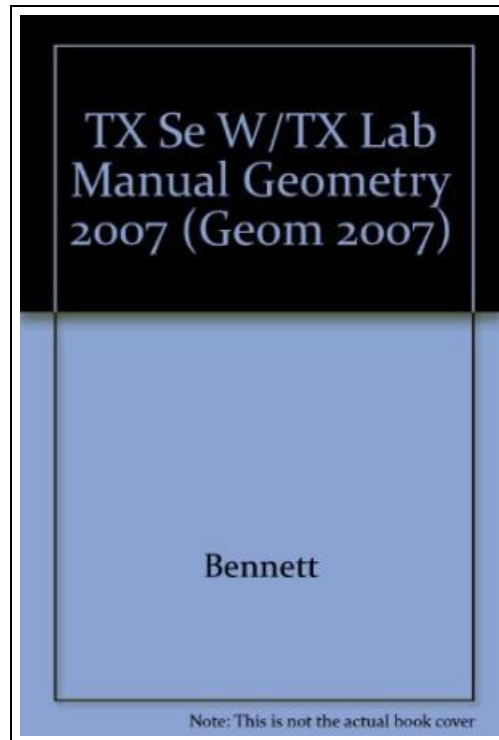 TX Se W/TX Lab
Manual Geometry
2007 (Geom 2007)
Bennett
Note: This is not the actual book cover